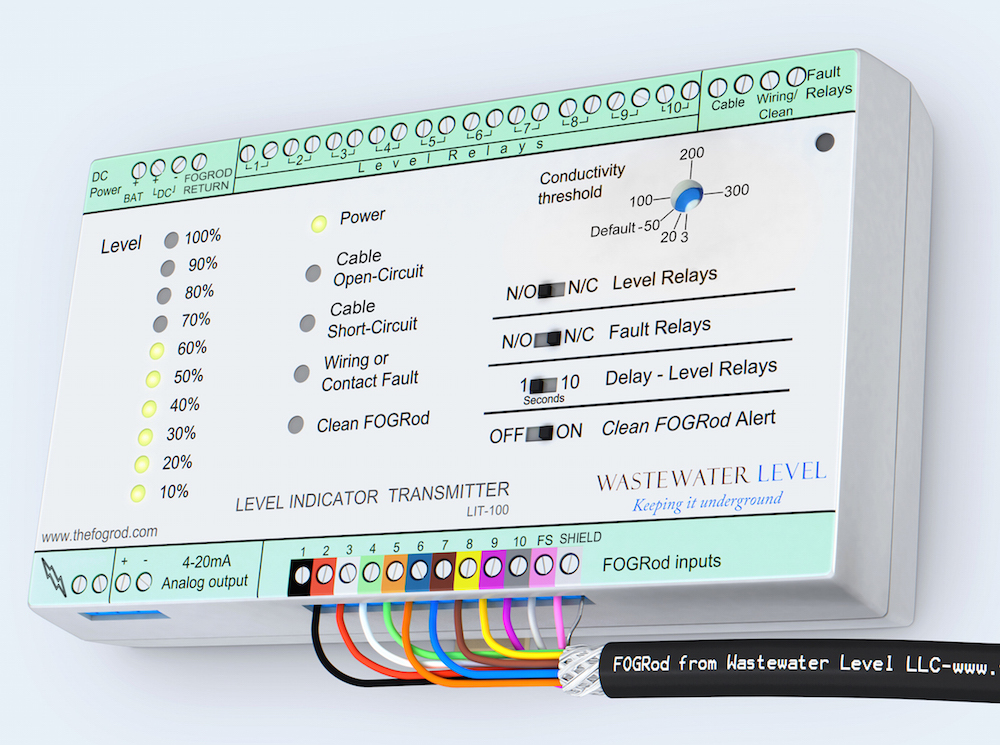 DC
Power
+ + -
BAT └DC┘ FOGROD
RETURN
└1┘ └2┘ └3┘ └4┘ └5┘ └6┘ └7┘ └8┘ └9┘ └10┘
Level Relays
Cable
Wiring/
Clean
Fault
Relays
Level
100%
90%
80%
70%
60%
50%
40%
30%
20%
10%
Power
Cable
Open-Circuit
Cable
Short-Circuit
Wiring or
Contact Fault
Clean FOGRod
Conductivity
threshold
200
100 300
Default - 50
20 3
N/O N/C Level Relays
N/O N/C Fault Relays
1 10 Delay - Level Relays
Seconds
OFF ON Clean FOGRod Alert
LEVEL INDICATOR TRANSMITTER
LIT-100
WASTEWATER LEVEL
Keeping it underground
www.thefogrod.com
+ -
4-20mA
Analog output
1 2 3 4 5 6 7 8 9 10 FS SHIELD
FOGRod inputs
FOGRod from Wastewater Level LLC-www.